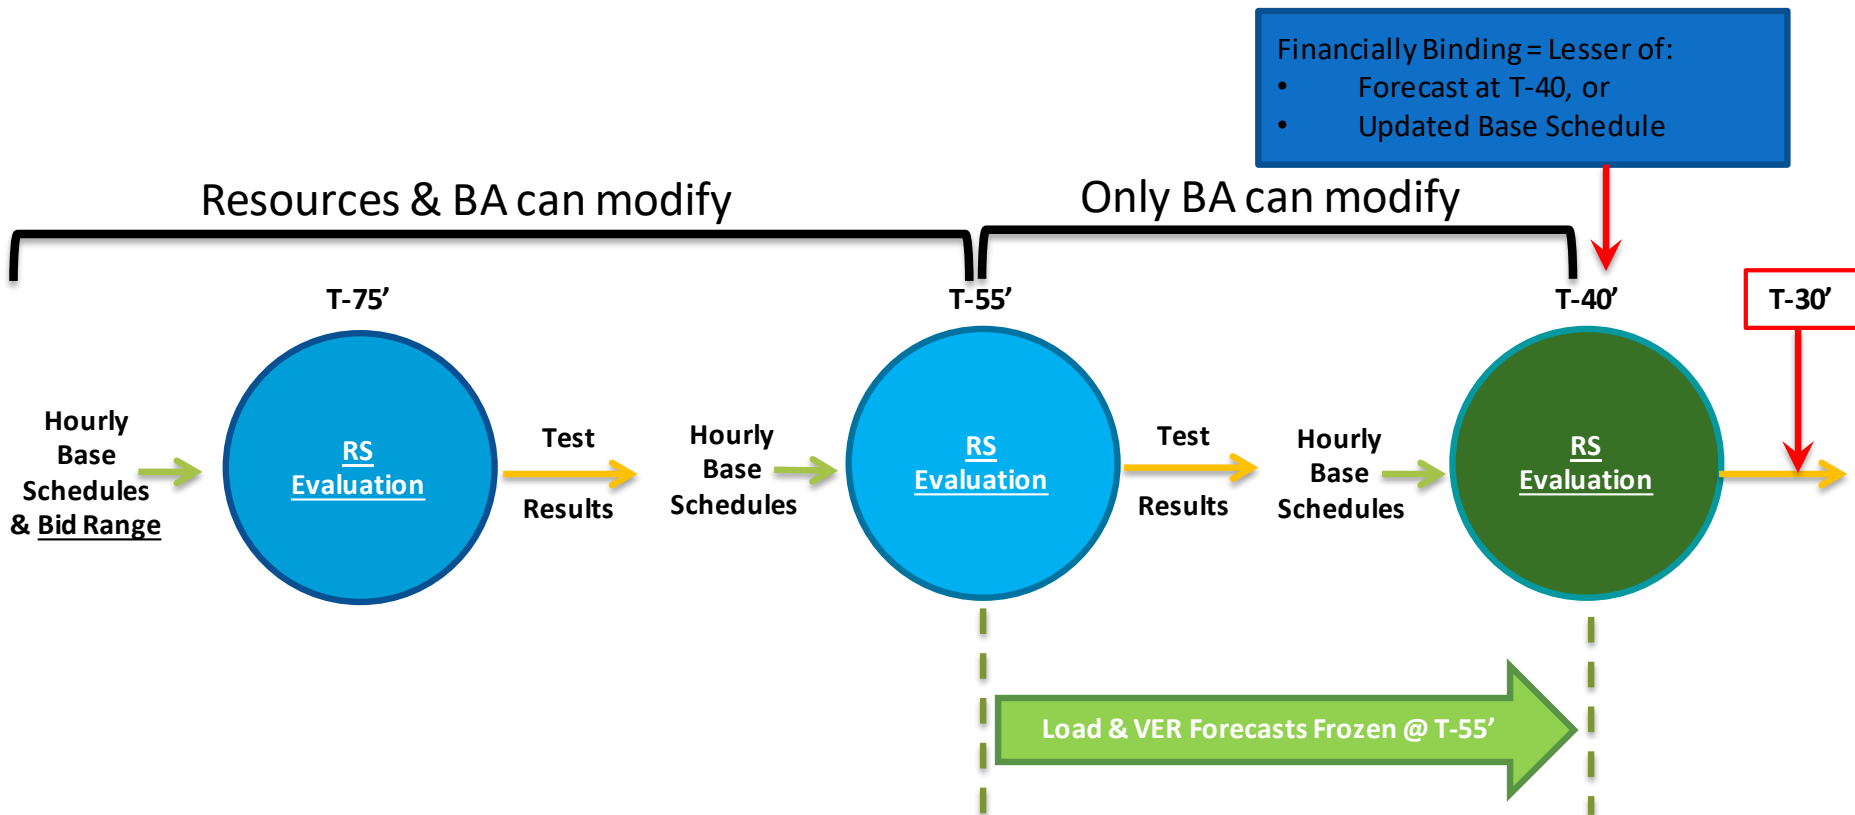 Financially Binding = Lesser of:
• Forecast at T-40, or
• Updated Base Schedule
Resources & BA can modify
Only BA can modify
T-75’
T-55’
T-40’
T-30’
Hourly
Base
Schedules
& Bid Range
RS
Evaluation
Test
Results
Hourly
Base
Schedules
RS
Evaluation
Test
Results
Hourly
Base
Schedules
RS
Evaluation
Load & VER Forecasts Frozen @ T-55’